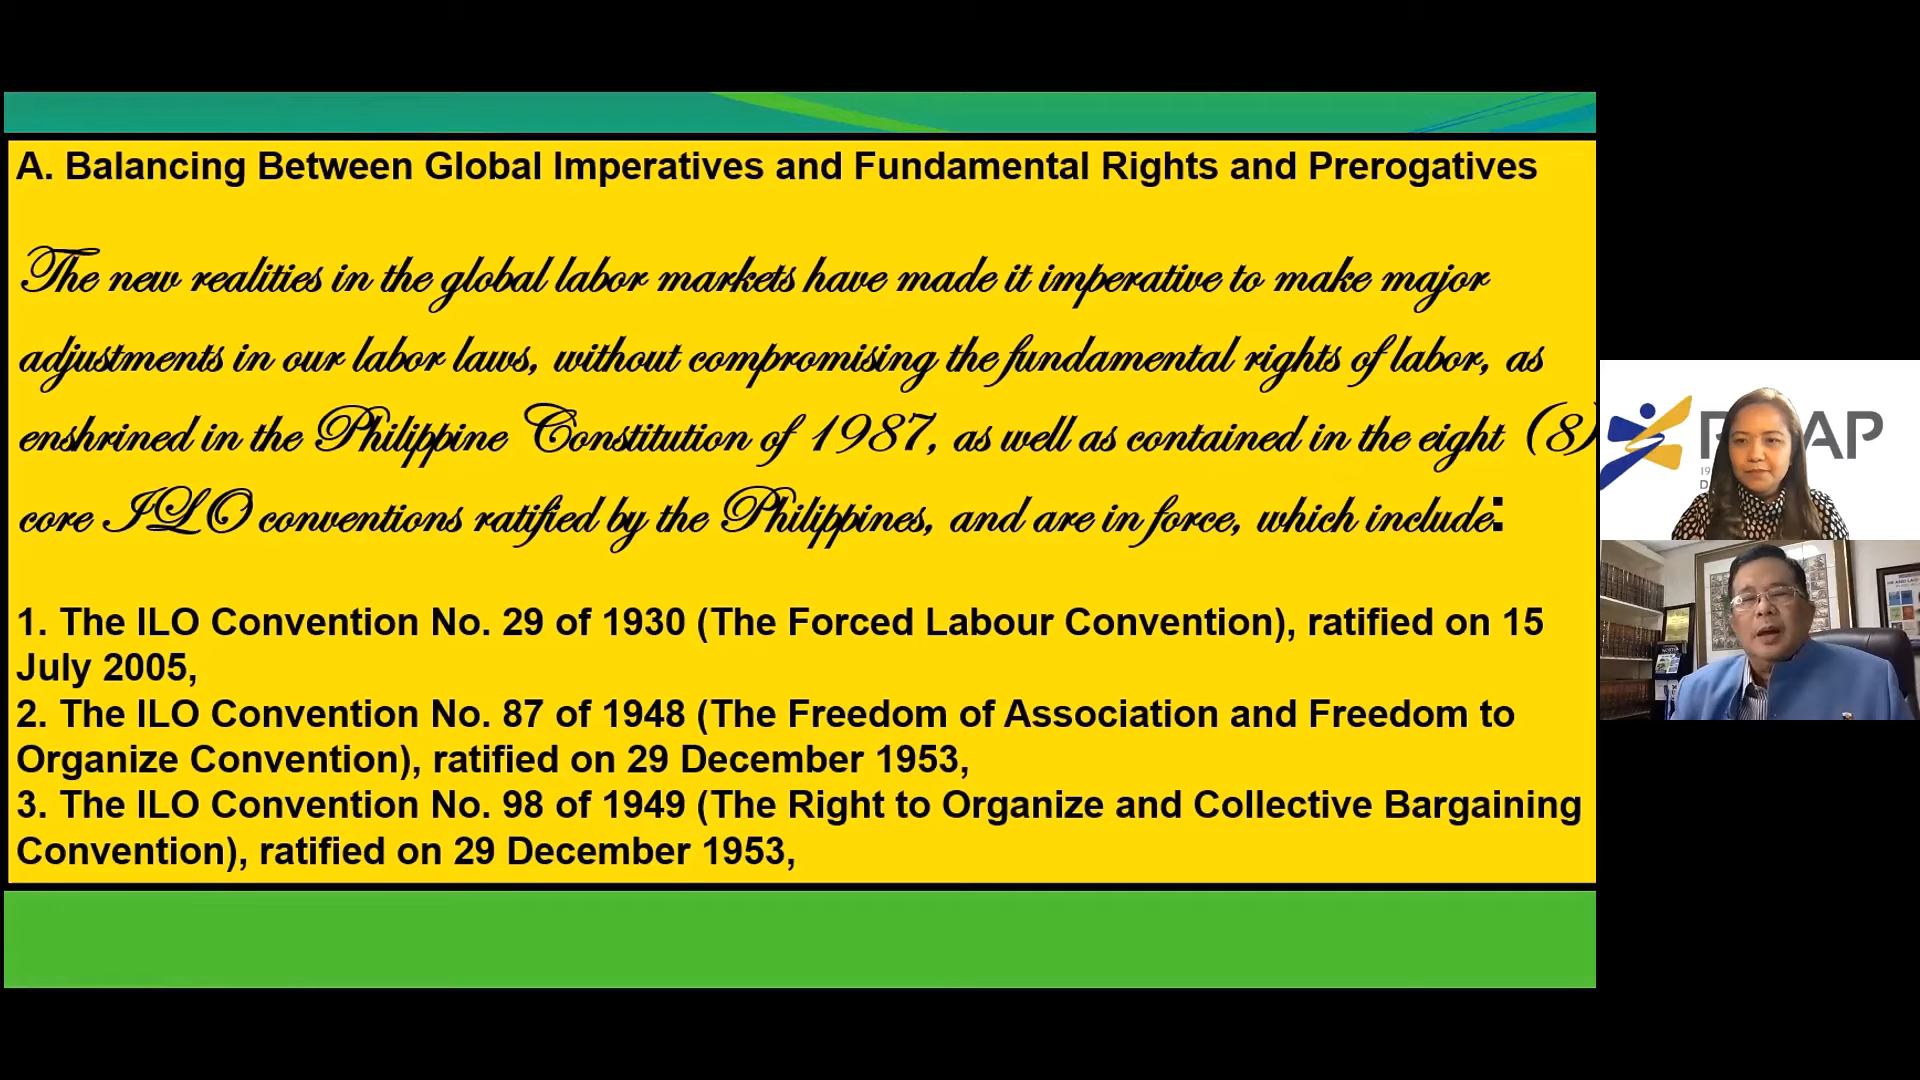 A. Balancing Between Global Imperatives and Fundamental Rights and Prerogatives
The new realities in the global labor markets have made it imperative to make major
adjustments in our labor laws, without compromising the fundamental rights of labor, as
enshrined in the Philippine Constitution of 1987, as well as contained in the eight (8)
core ILO conventions ratified by the Philippines, and are in force, which include:
1. The ILO Convention No. 29 of 1930 (The Forced Labour Convention), ratified on 15
July 2005,
2. The ILO Convention No. 87 of 1948 (The Freedom of Association and Freedom to
Organize Convention), ratified on 29 December 1953,
3. The ILO Convention No. 98 of 1949 (The Right to Organize and Collective Bargaining
Convention), ratified on 29 December 1953,